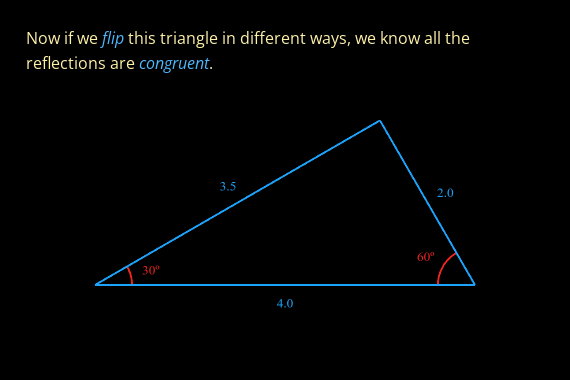 Now if we flip this triangle in different ways, we know all the
reflections are congruent.
3.5
2.0
60º
30º
4.0